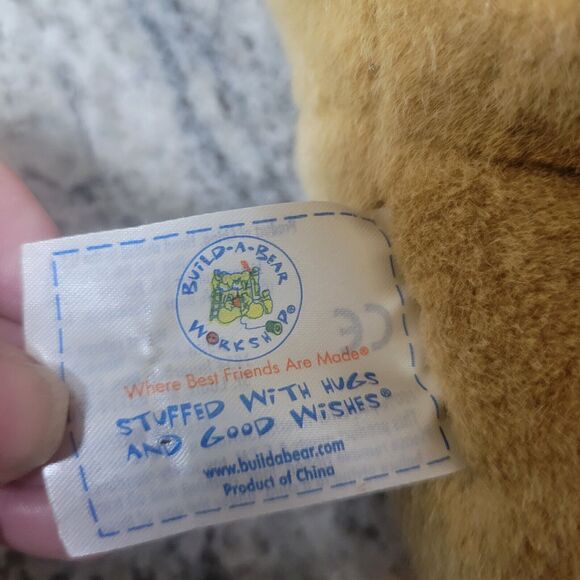 BUILD-A-BEAR
WORKSHOP®
Where Best Friends Are Made®
STUFFED WITH HUGS
AND GOOD WISHES®
www.buildabear.com
Product of China
CE